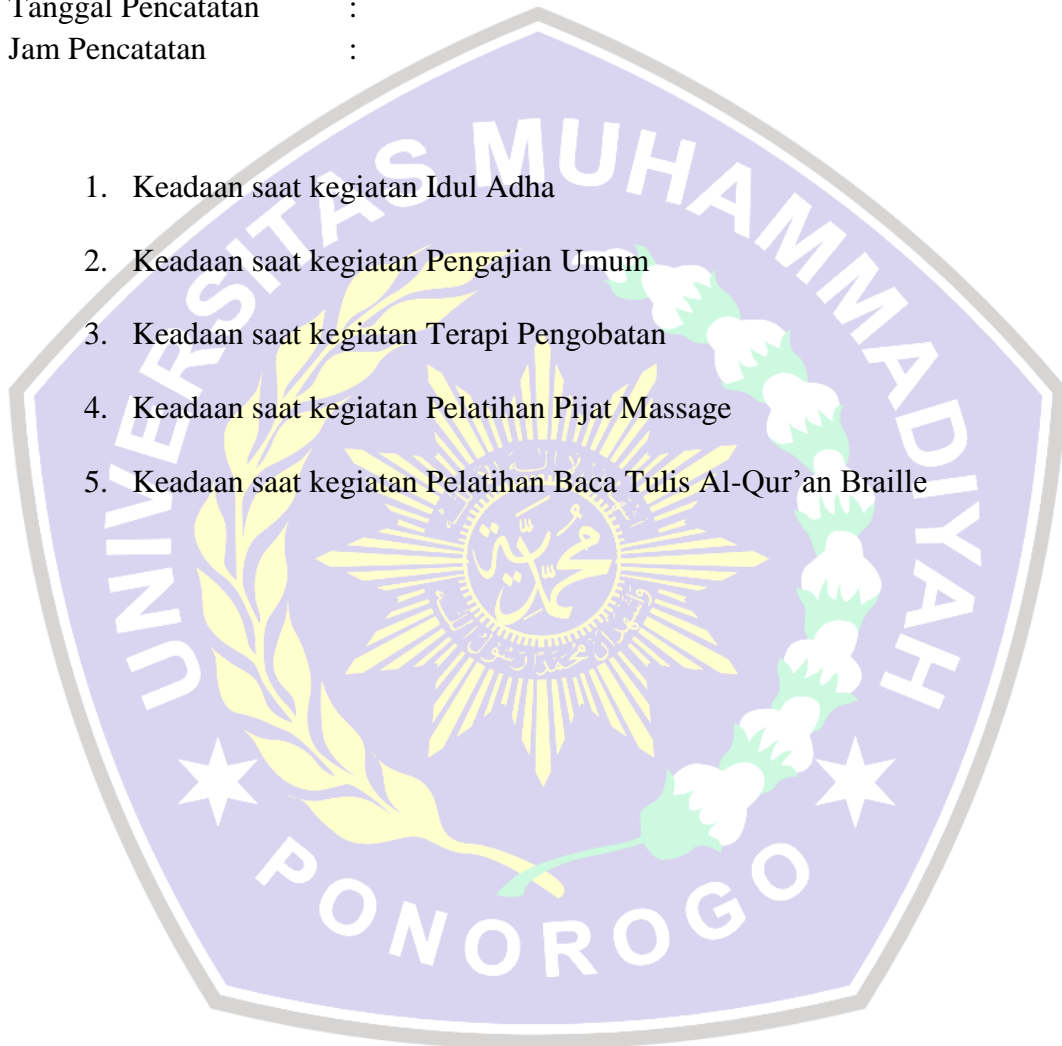 Tanggal Pencatatan :
Jam Pencatatan :
1. Keadaan saat kegiatan Idul Adha
2. Keadaan saat kegiatan Pengajian Umum
3. Keadaan saat kegiatan Terapi Pengobatan
4. Keadaan saat kegiatan Pelatihan Pijat Massage
5. Keadaan saat kegiatan Pelatihan Baca Tulis Al-Qur’an Braille
UNIVERSITAS MUHAMMADIYAH
PONOROGO
محمدية